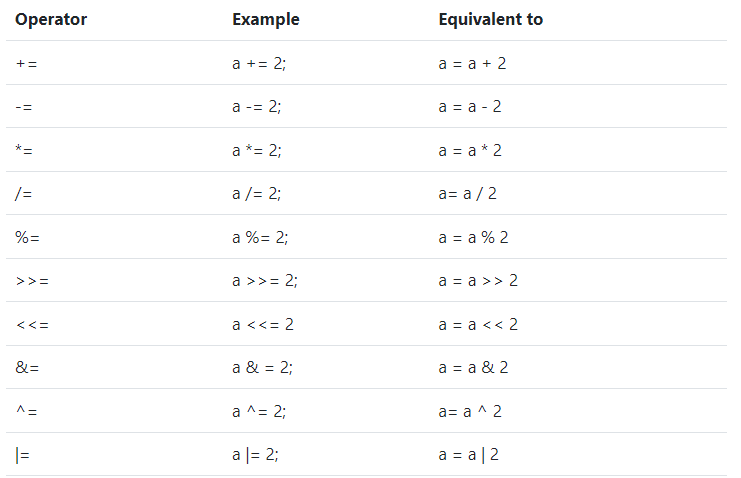 Operator Example Equivalent to
+= a += 2; a = a + 2
-= a -= 2; a = a - 2
*= a *= 2; a = a * 2
/= a /= 2; a= a / 2
%= a %= 2; a = a % 2
>>= a >>= 2; a = a >> 2
<<= a <<= 2 a = a << 2
&= a & = 2; a = a & 2
^= a ^= 2; a= a ^ 2
|= a |= 2; a = a | 2